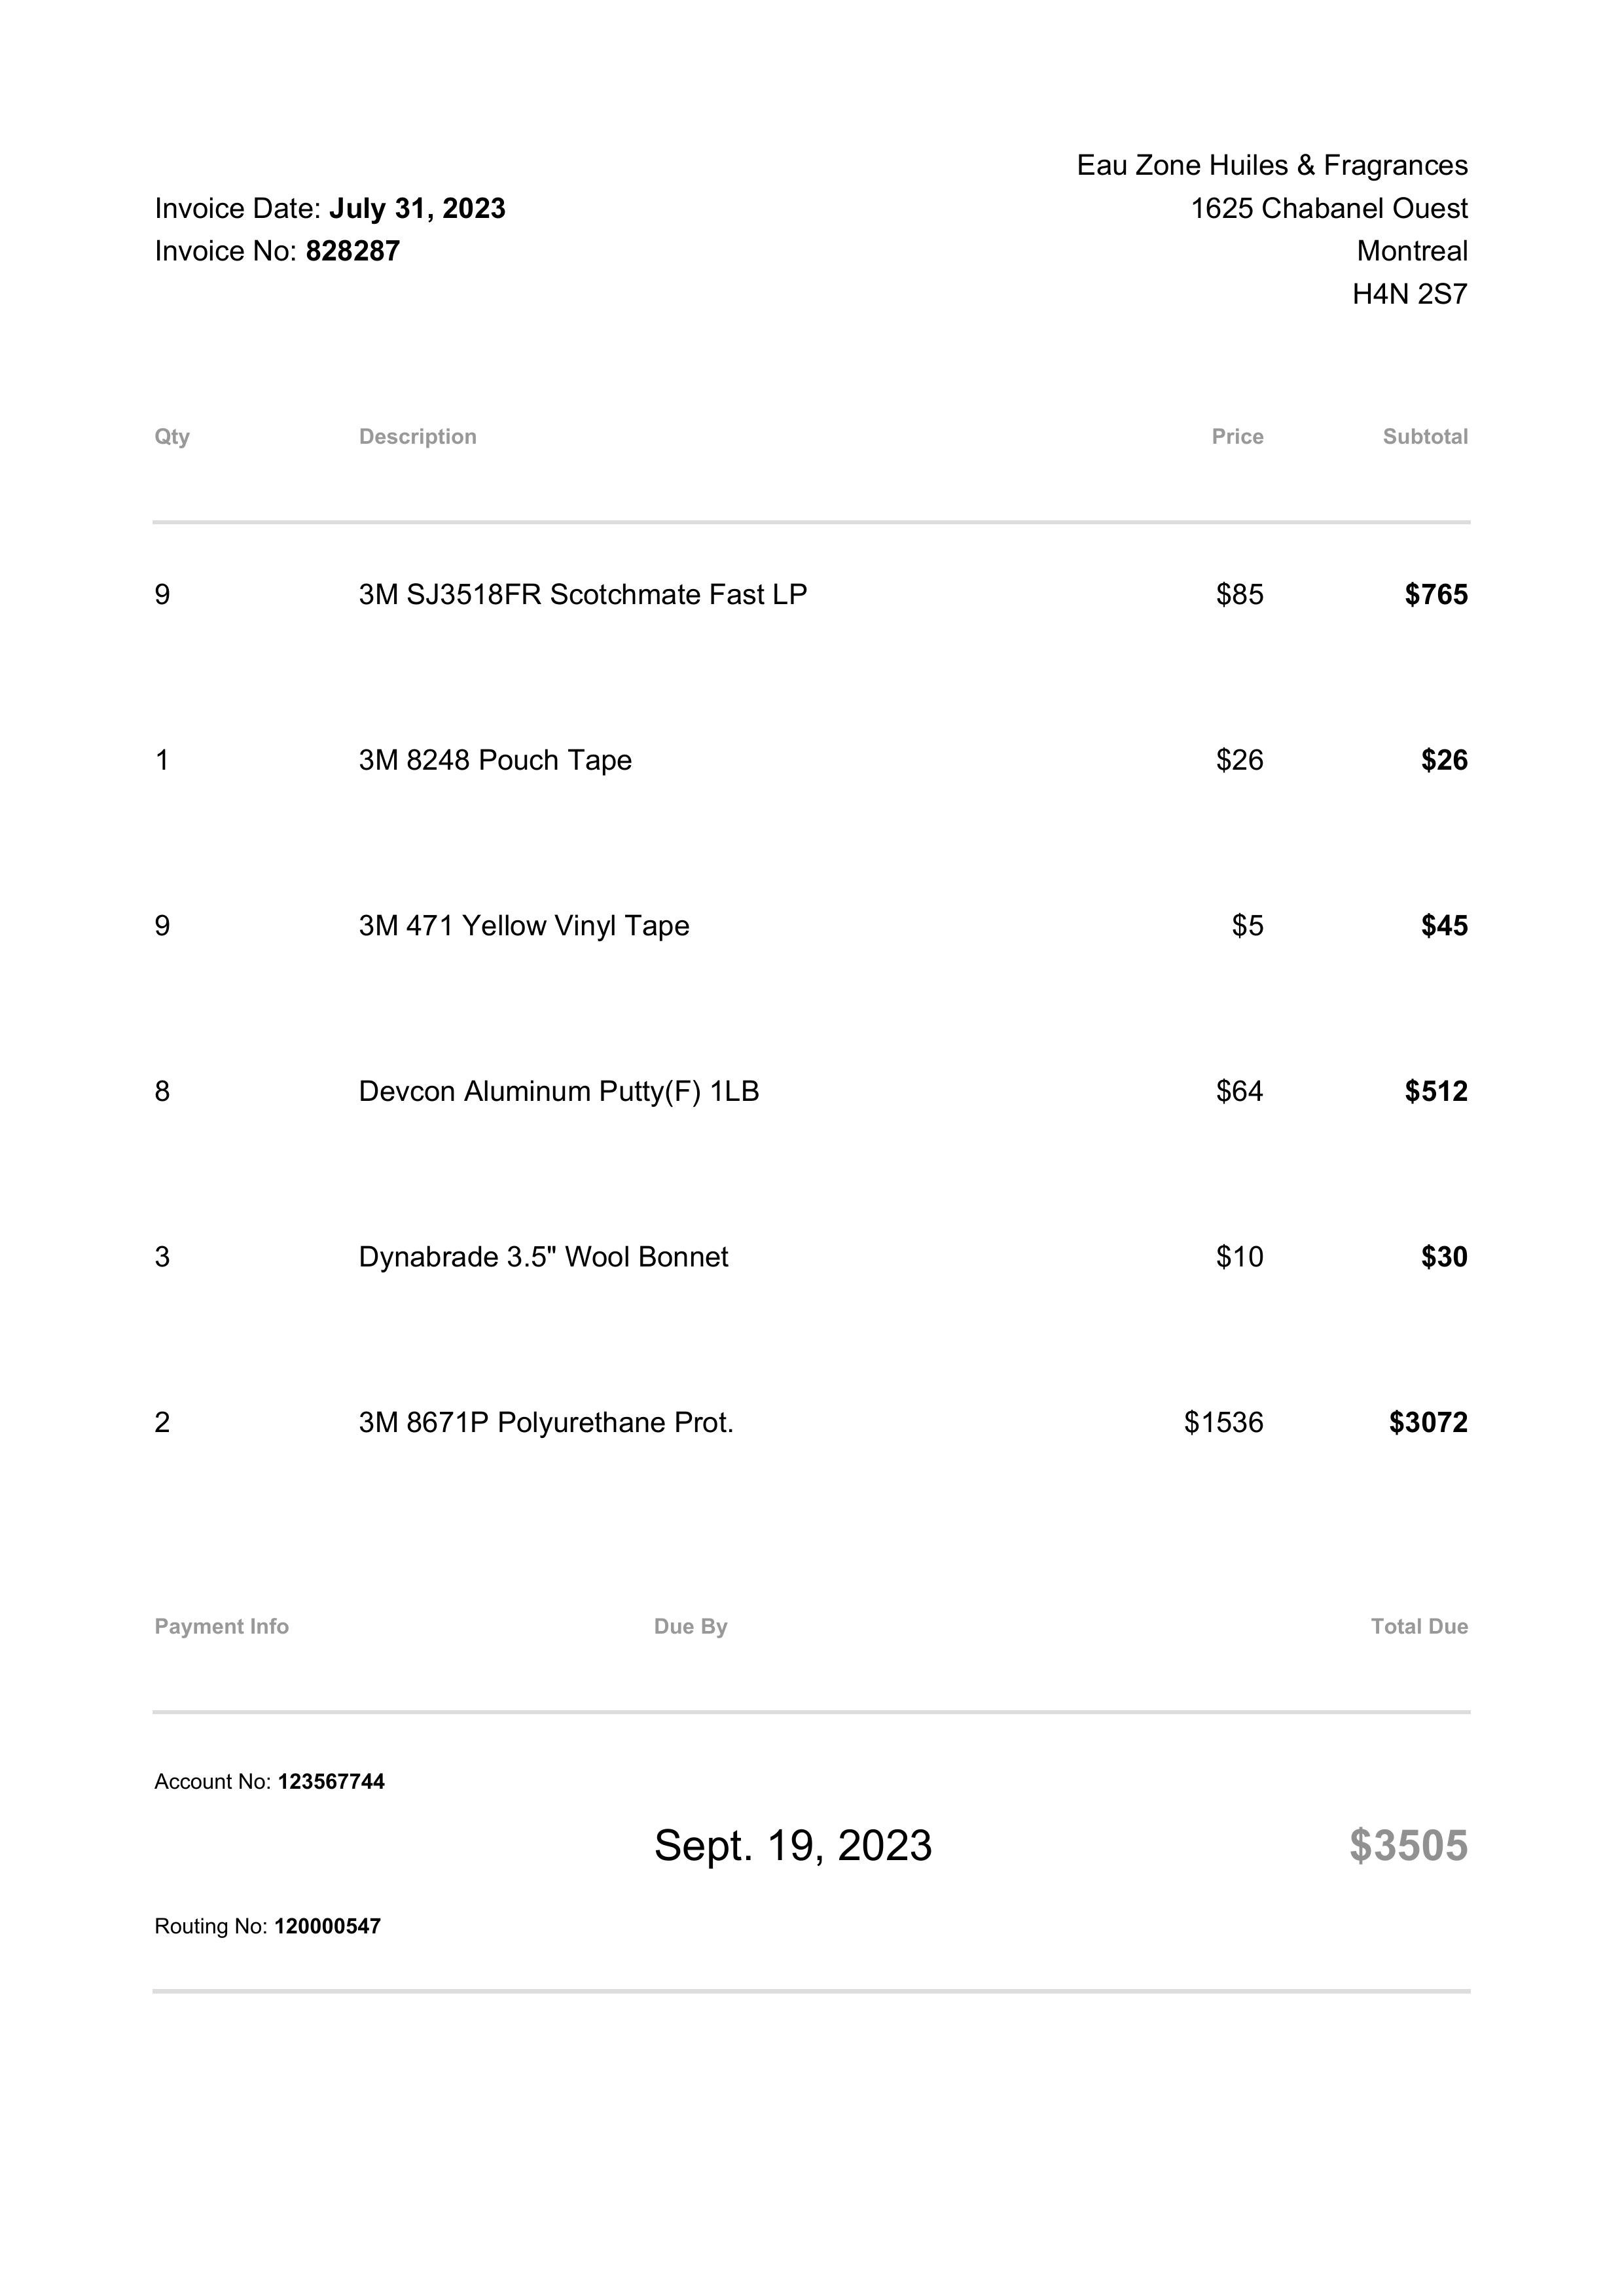 Eau Zone Huiles & Fragrances
Invoice Date: July 31, 2023
1625 Chabanel Ouest
Invoice No: 828287
Montreal
H4N 2S7
Qty Description Price Subtotal
9 3M SJ3518FR Scotchmate Fast LP $85 $765
1 3M 8248 Pouch Tape $26 $26
9 3M 471 Yellow Vinyl Tape $5 $45
8 Devcon Aluminum Putty(F) 1LB $64 $512
3 Dynabrade 3.5" Wool Bonnet $10 $30
2 3M 8671P Polyurethane Prot. $1536 $3072
Payment Info Due By Total Due
Account No: 123567744
Sept. 19, 2023 $3505
Routing No: 120000547